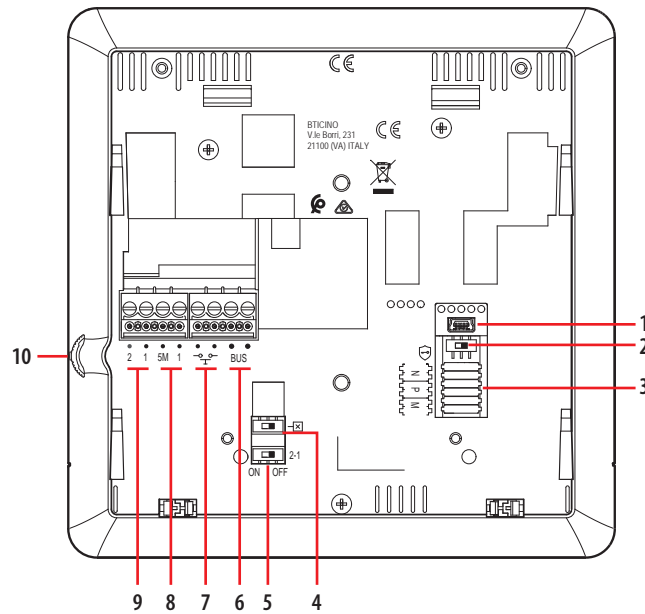 CE
BTICINO
V.le Borri, 231
21100 (VA) ITALY
CE
1
2
N
P
M
3
10
2 1 5M 1 BUS
2-1
ON OFF
9 8 7 6 5 4